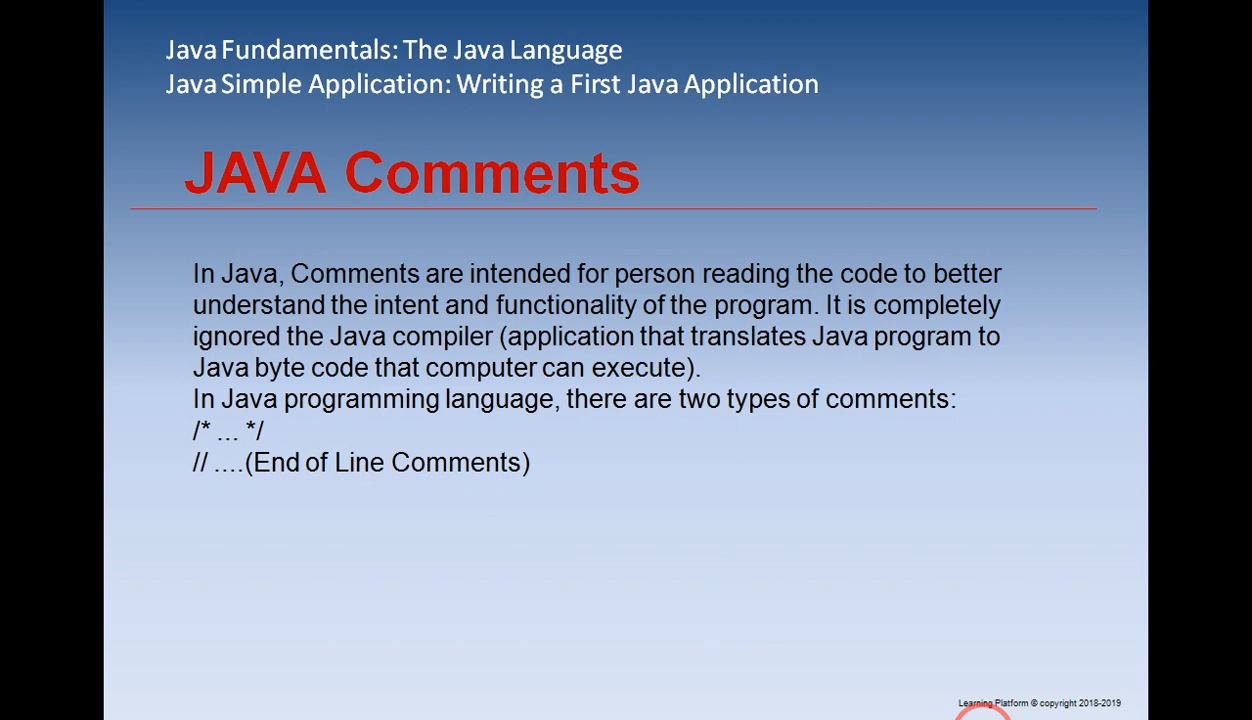 Java Fundamentals: The Java Language
Java Simple Application: Writing a First Java Application
JAVA Comments
In Java, Comments are intended for person reading the code to better
understand the intent and functionality of the program. It is completely
ignored the Java compiler (application that translates Java program to
Java byte code that computer can execute).
In Java programming language, there are two types of comments:
/* ... */
// ....(End of Line Comments)
Learning Platform © copyright 2018-2019